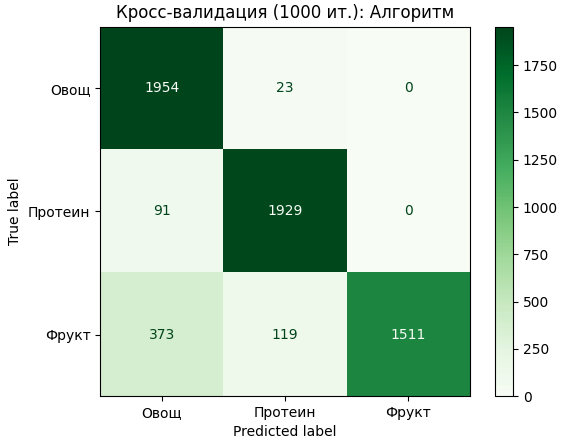 Кросс-валидация (1000 ит.): Алгоритм
True label
Овощ
1954 23 0
Протеин
91 1929 0
Фрукт
373 119 1511
Овощ Протеин Фрукт
Predicted label
1750
1500
1250
1000
750
500
250
0